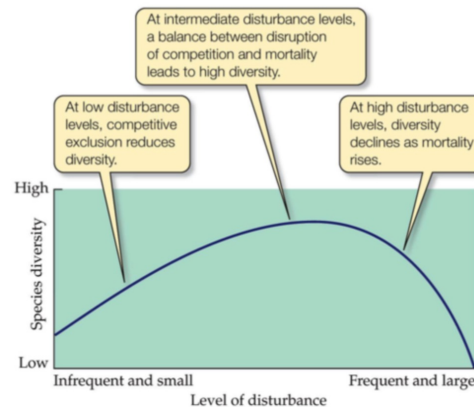 At intermediate disturbance levels,
a balance between disruption
of competition and mortality
leads to high diversity.
At low disturbance
levels, competitive
exclusion reduces
diversity.
At high disturbance
levels, diversity
declines as mortality
rises.
High
Species diversity
Low
Infrequent and small
Frequent and large
Level of disturbance